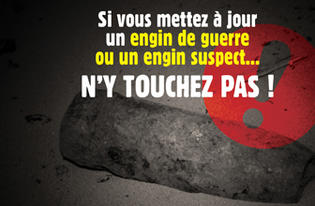 Si vous mettez à jour
un engin de guerre
ou un engin suspect...
N'Y TOUCHEZ PAS !